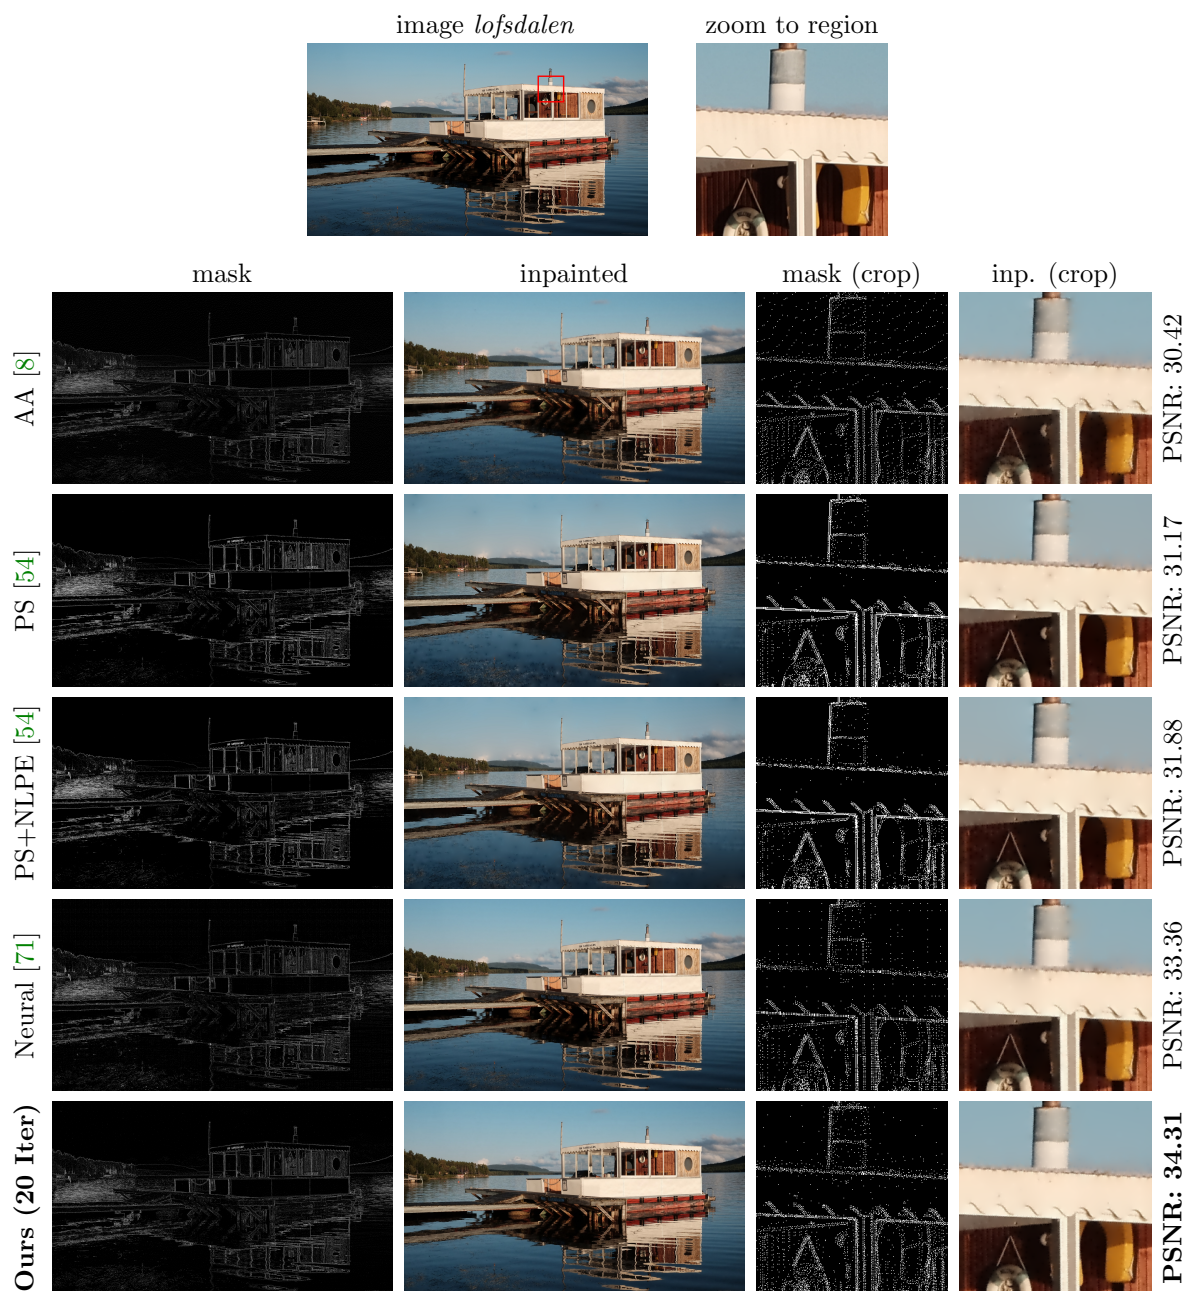 image lofsdalen
zoom to region
mask
inpainted
mask (crop)
inp. (crop)
AA [8]
PSNR: 30.42
PS [54]
PSNR: 31.17
PS+NLPE [54]
PSNR: 31.88
Neural [71]
PSNR: 33.36
Ours (20 Iter)
PSNR: 34.31